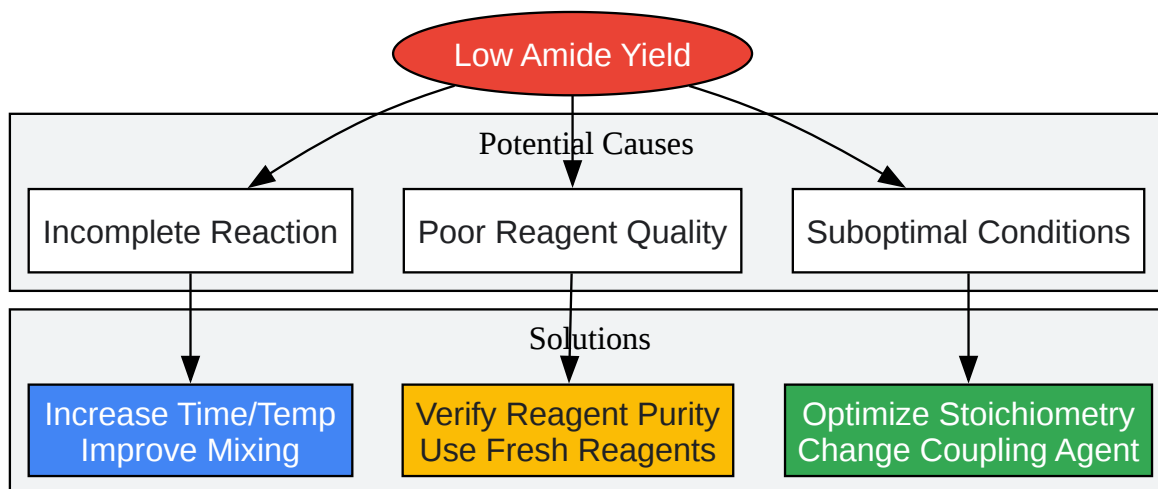 Low Amide Yield
Potential Causes
Incomplete Reaction
Poor Reagent Quality
Suboptimal Conditions
Solutions
Increase Time/Temp
Improve Mixing
Verify Reagent Purity
Use Fresh Reagents
Optimize Stoichiometry
Change Coupling Agent